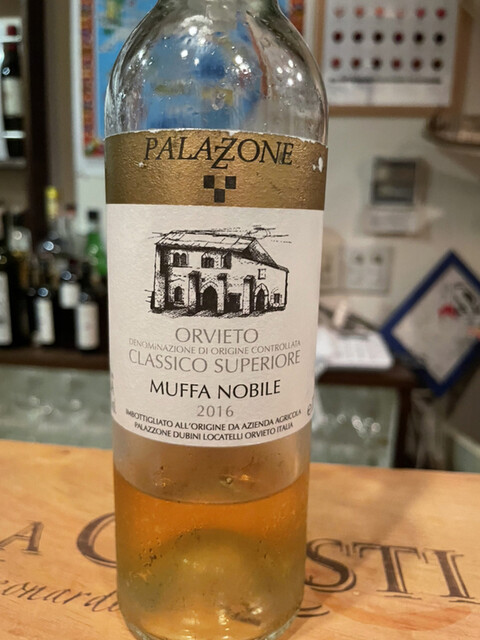 PALAZZONE
ORVIETO
DENOMINAZIONE DI ORIGINE CONTROLLATA
CLASSICO SUPERIORE
MUFFA NOBILE
2016
IMBOTTIGLIATO ALL'ORIGINE DA AZIENDA AGRICOLA
PALAZZONE DUBINI LOCATELLI ORVIETO ITALIA